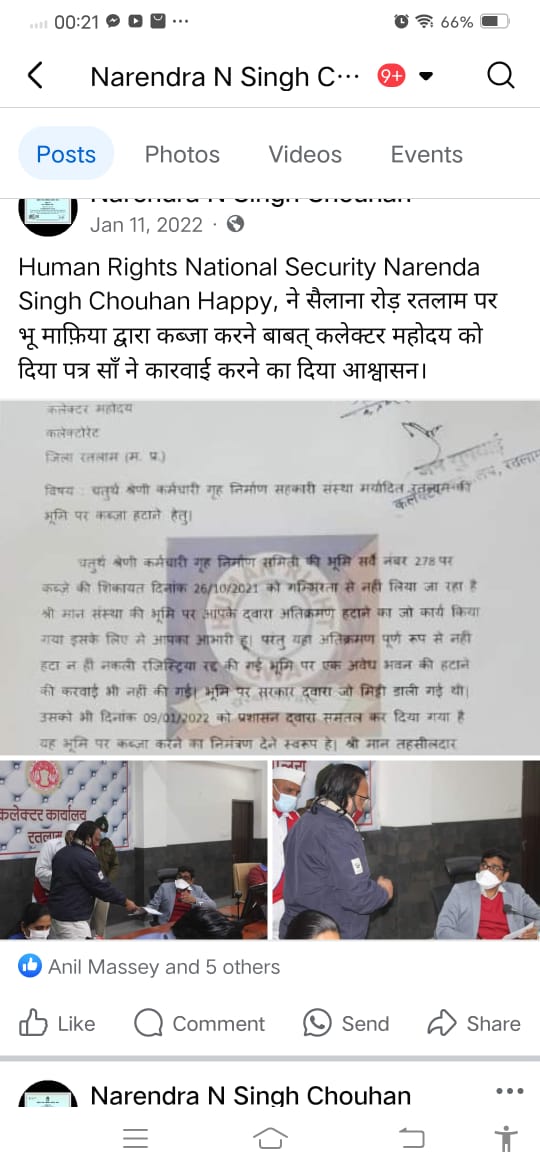 00:21
66%
Narendra N Singh C...
9+
Posts
Photos
Videos
Events
Narendra N Singh Chouhan
Jan 11, 2022
Human Rights National Security Narenda
Singh Chouhan Happy, ने सैलाना रोड़ रतलाम पर
भू माफ़िया द्वारा कब्जा करने बाबत् कलेक्टर महोदय को
दिया पत्र साँ ने कारवाई करने का दिया आश्वासन।
कलेक्टर महोदय
कलेक्टोरेट
जिला रतलाम (म. प्र.)
विषय : चतुर्थ श्रेणी कर्मचारी गृह निर्माण सहकारी संस्था मर्यादित रतलाम की
भूमि पर कब्जा हटाने हेतु।
चतुर्थ श्रेणी कर्मचारी गृह निर्माण समिती की भूमि सर्वे नंबर 278 पर
कब्जे की शिकायत दिनांक 26/10/2021 को गम्भिरता से नहीं लिया जा रहा है
श्री मान संस्था की भूमि पर आपके द्वारा अतिक्रमण हटाने का जो कार्य किया
गया इसके लिए मे आपका आभारी हू। परंतु यहा अतिक्रमण पूर्ण रूप से नही
हटा न ही नकली रजिस्ट्रिया रद्द की गई भूमि पर एक अवेध भवन की हटाने
की करवाई भी नहीं की गई। भूमि पर सरकार द्वारा जो मिट्टी डाली गई थी।
उसको भी दिनांक 09/01/2022 को प्रशासन द्वारा समतल कर दिया गया है
यह भूमि पर कब्जा करने का निमंत्रण देने स्वरूप है। श्री मान तहसीलदार
कलेक्टर कार्यालय
रतलाम
Anil Massey and 5 others
Like
Comment
Send
Share
Narendra N Singh Chouhan